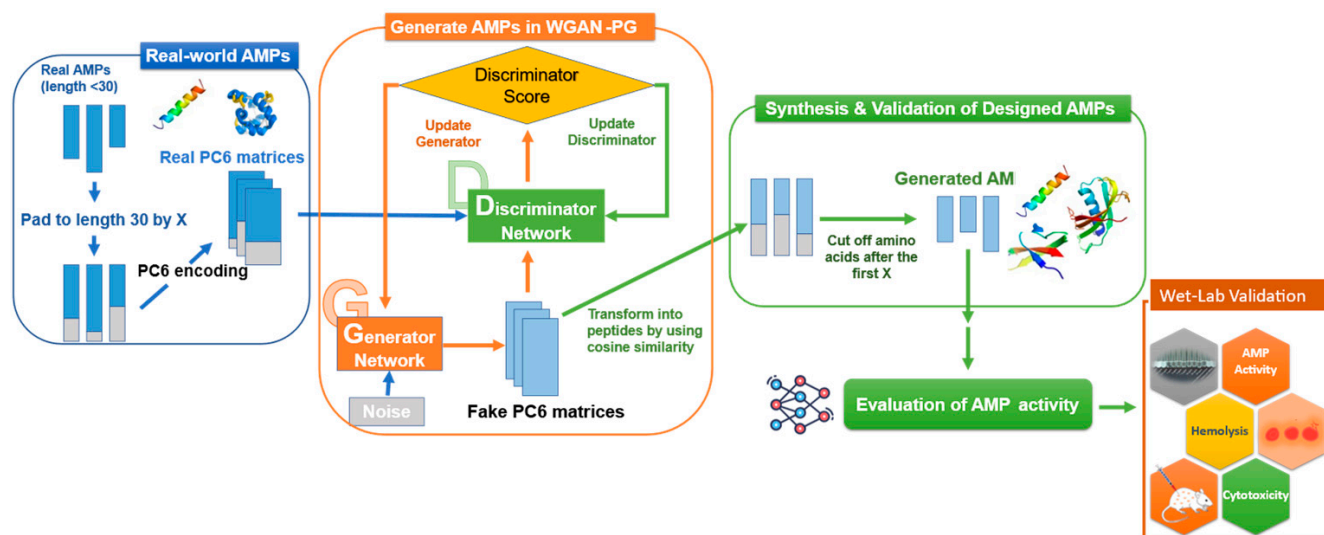 Real-world AMPs
Real AMPs
(length <30)
Real PC6 matrices
Pad to length 30 by X
PC6 encoding
Generate AMPs in WGAN -PG
Discriminator
Score
Update
Generator
Update
Discriminator
D
Discriminator
Network
G
Generator
Network
Noise
Fake PC6 matrices
Transform into
peptides by using
cosine similarity
Synthesis & Validation of Designed AMPs
Generated AM
Cut off amino
acids after the
first X
Evaluation of AMP activity
Wet-Lab Validation
AMP
Activity
Hemolysis
Cytotoxicity